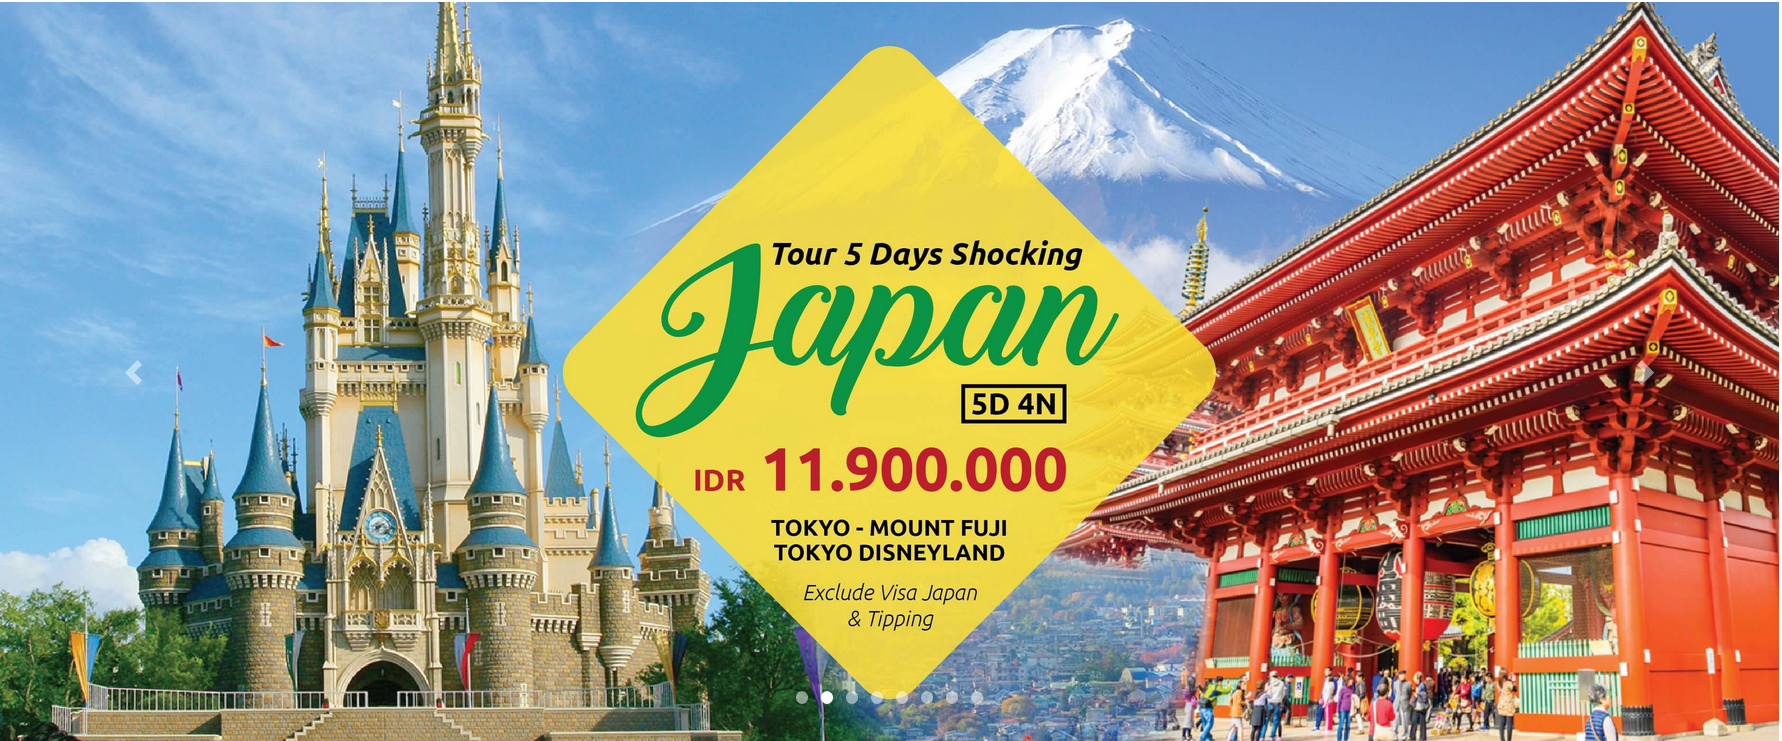 Tour 5 Days Shocking
Japan
5D 4N
IDR 11.900.000
TOKYO - MOUNT FUJI
TOKYO DISNEYLAND
Exclude Visa Japan
& Tipping